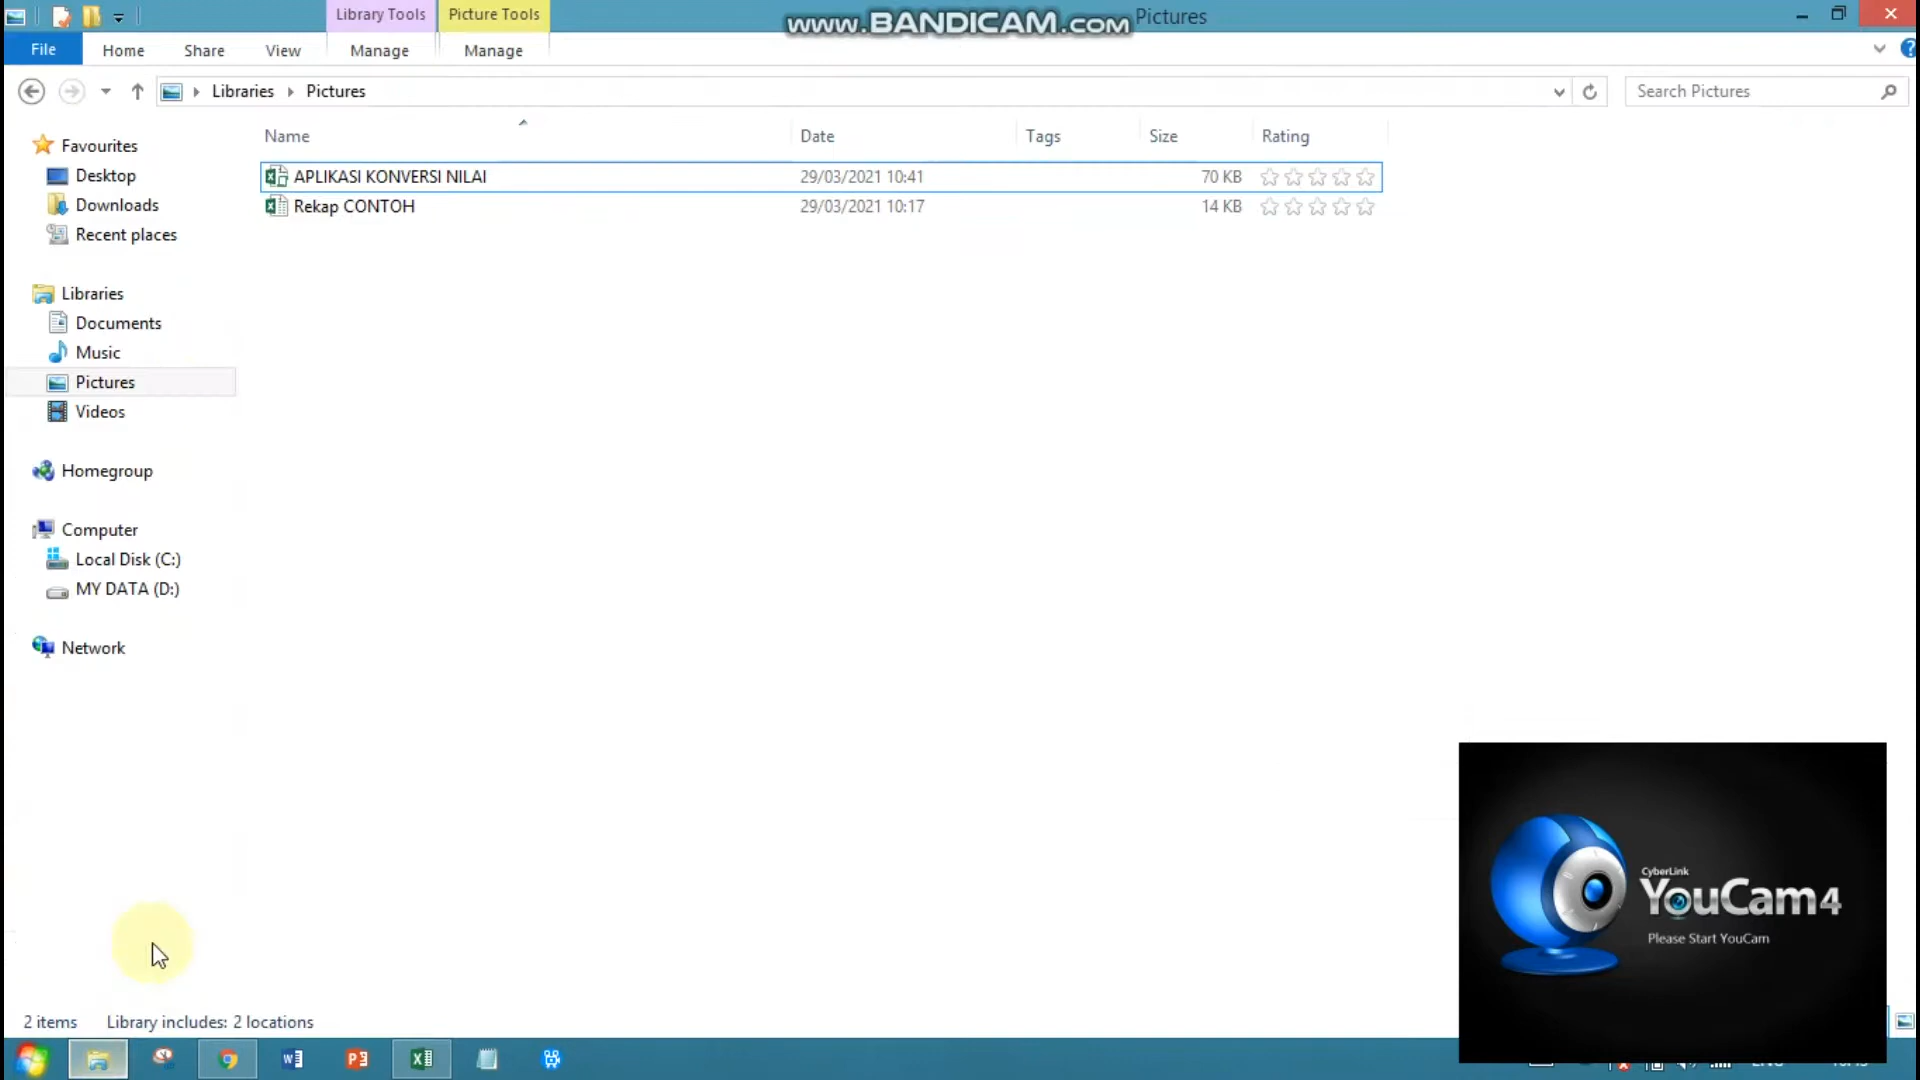 Library Tools
Picture Tools
www.BANDICAM.com
Pictures
File
Home
Share
View
Manage
Manage
Libraries
Pictures
Search Pictures
Name
Date
Tags
Size
Rating
APLIKASI KONVERSI NILAI
29/03/2021 10:41
70 KB
Rekap CONTOH
29/03/2021 10:17
14 KB
Favourites
Desktop
Downloads
Recent places
Libraries
Documents
Music
Pictures
Videos
Homegroup
Computer
Local Disk (C:)
MY DATA (D:)
Network
CyberLink
YouCam4
Please Start YouCam
2 items
Library includes: 2 locations